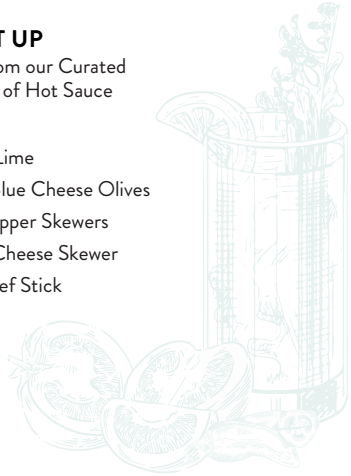 T UP
om our Curated
of Hot Sauce
Lime
lue Cheese Olives
pper Skewers
Cheese Skewer
ef Stick